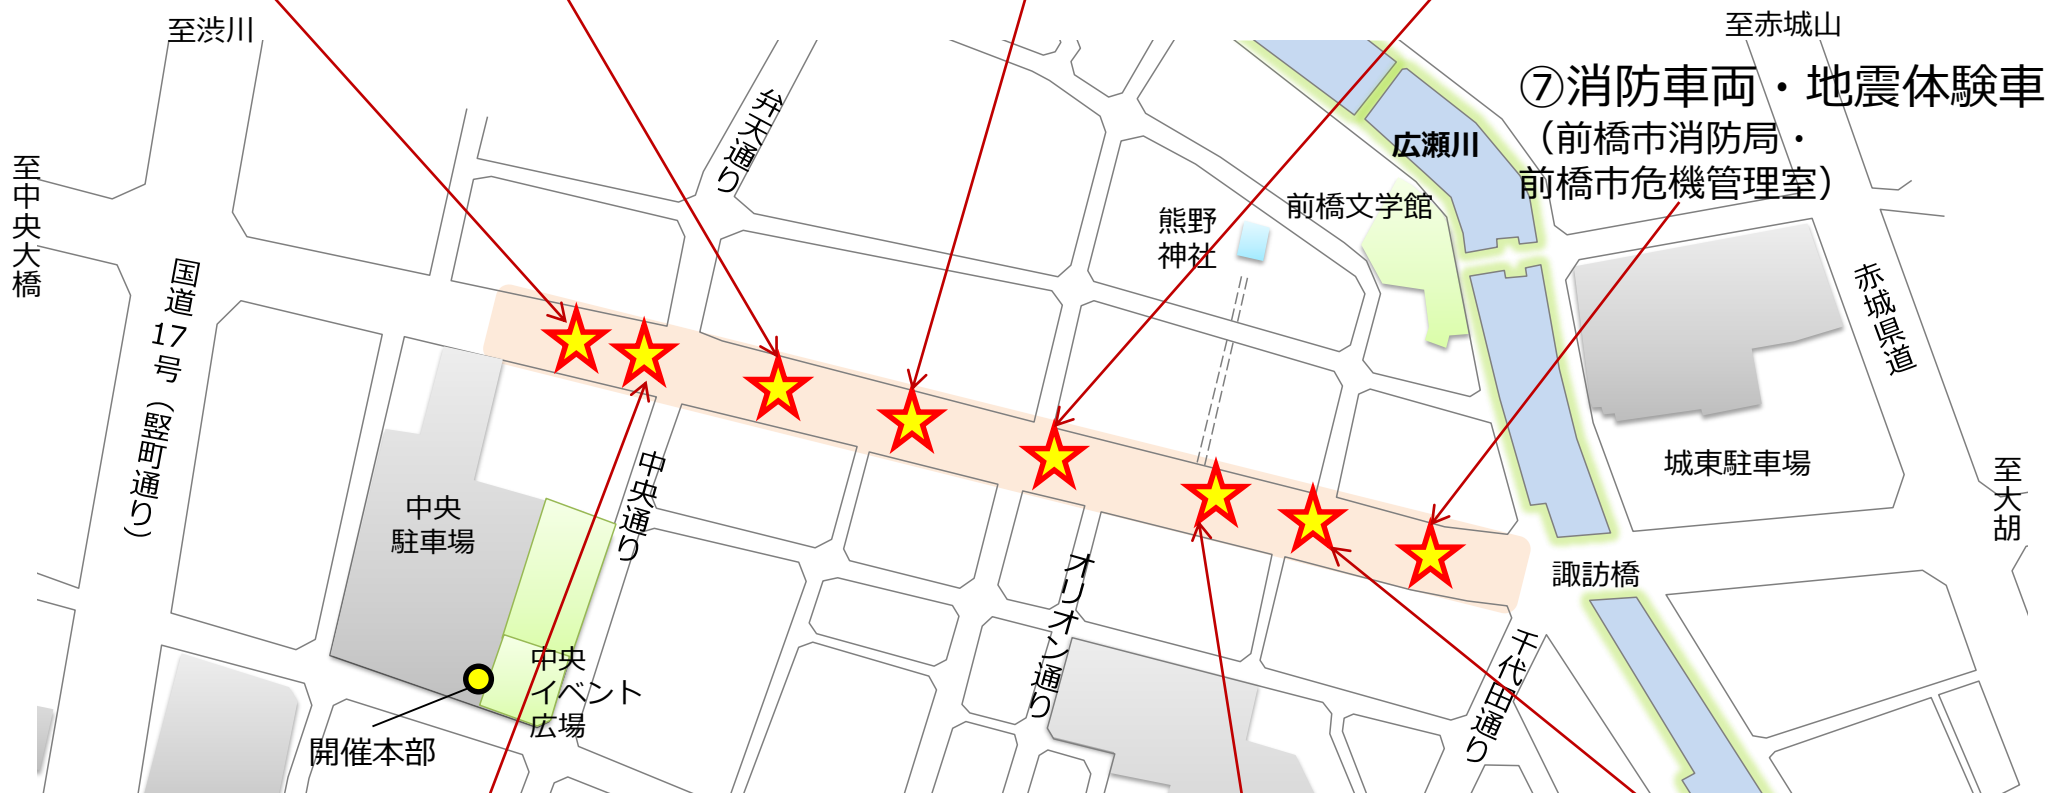 至渋川
至赤城山
⑦消防車両・地震体験車
（前橋市消防局・
前橋市危機管理室）
弁天通り
広瀬川
至中央大橋
前橋文学館
熊野
神社
国道17号（竪町通り）
赤城県道
中央通り
城東駐車場
至大胡
中央
駐車場
オリオン通り
諏訪橋
千代田通り
中央
イベント
広場
開催本部